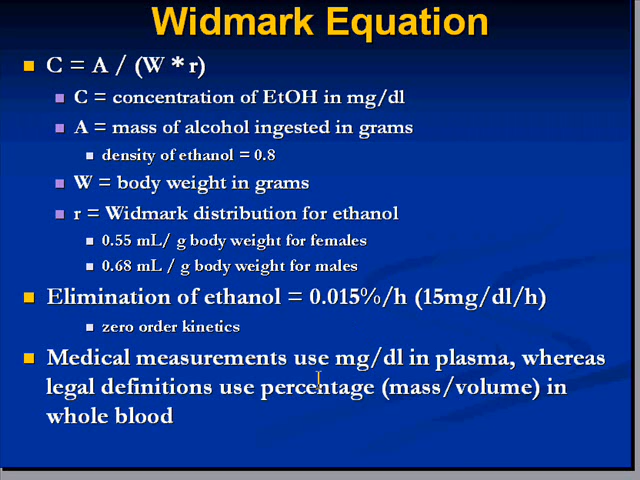 Widmark Equation
C = A / (W * r)
C = concentration of EtOH in mg/dl
A = mass of alcohol ingested in grams
density of ethanol = 0.8
W = body weight in grams
r = Widmark distribution for ethanol
0.55 mL/ g body weight for females
0.68 mL / g body weight for males
Elimination of ethanol = 0.015%/h (15mg/dl/h)
zero order kinetics
Medical measurements use mg/dl in plasma, whereas
legal definitions use percentage (mass/volume) in
whole blood